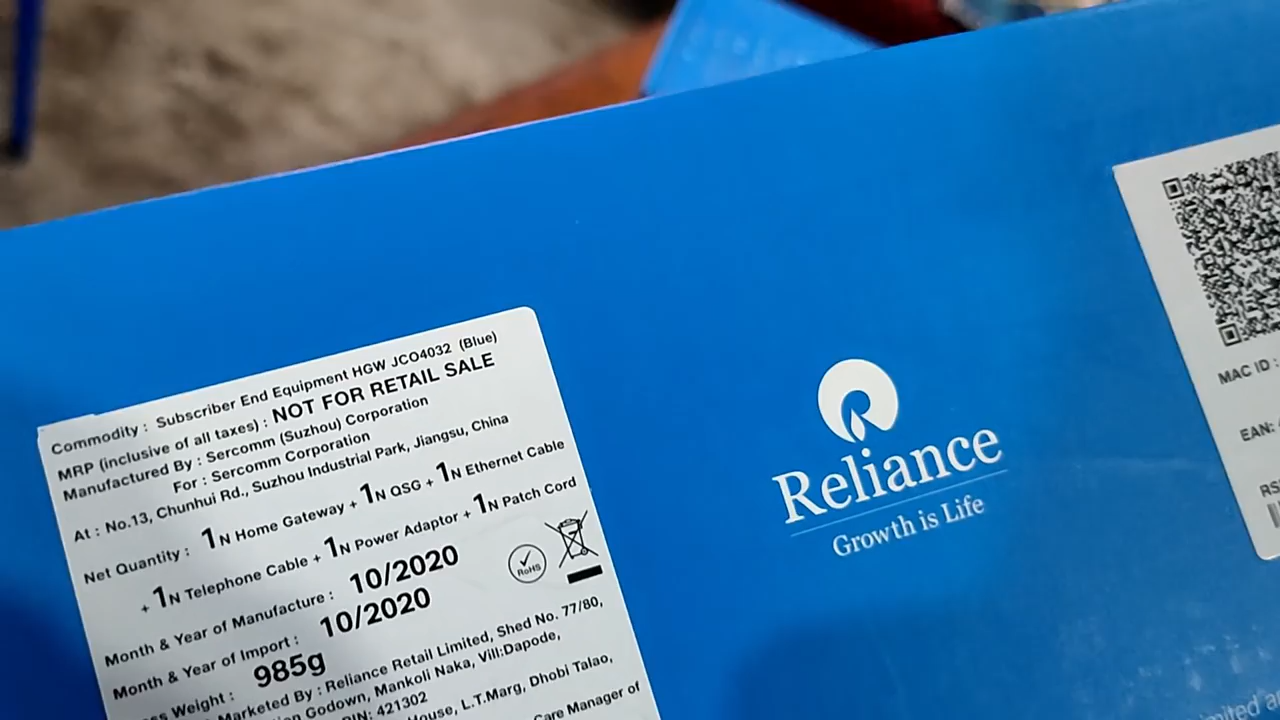 Commodity : Subscriber End Equipment HGW JCO4032 (Blue)
MRP (inclusive of all taxes) : NOT FOR RETAIL SALE
Manufactured By : Sercomm (Suzhou) Corporation
For : Sercomm Corporation
At : No.13, Chunhui Rd., Suzhou Industrial Park, Jiangsu, China
Net Quantity : 1N Home Gateway + 1N QSG + 1N Ethernet Cable
+ 1N Telephone Cable + 1N Power Adaptor + 1N Patch Cord
Month & Year of Manufacture : 10/2020
Month & Year of Import : 10/2020
Weight : 985g
Marketed By : Reliance Retail Limited, Shed No. 77/80,
Godown, Mankoli Naka, Vill:Dapode,
421302
L.T.Marg, Dhobi Talao,
Care Manager of
RoHS
Reliance
Growth is Life
MAC ID :
EAN: